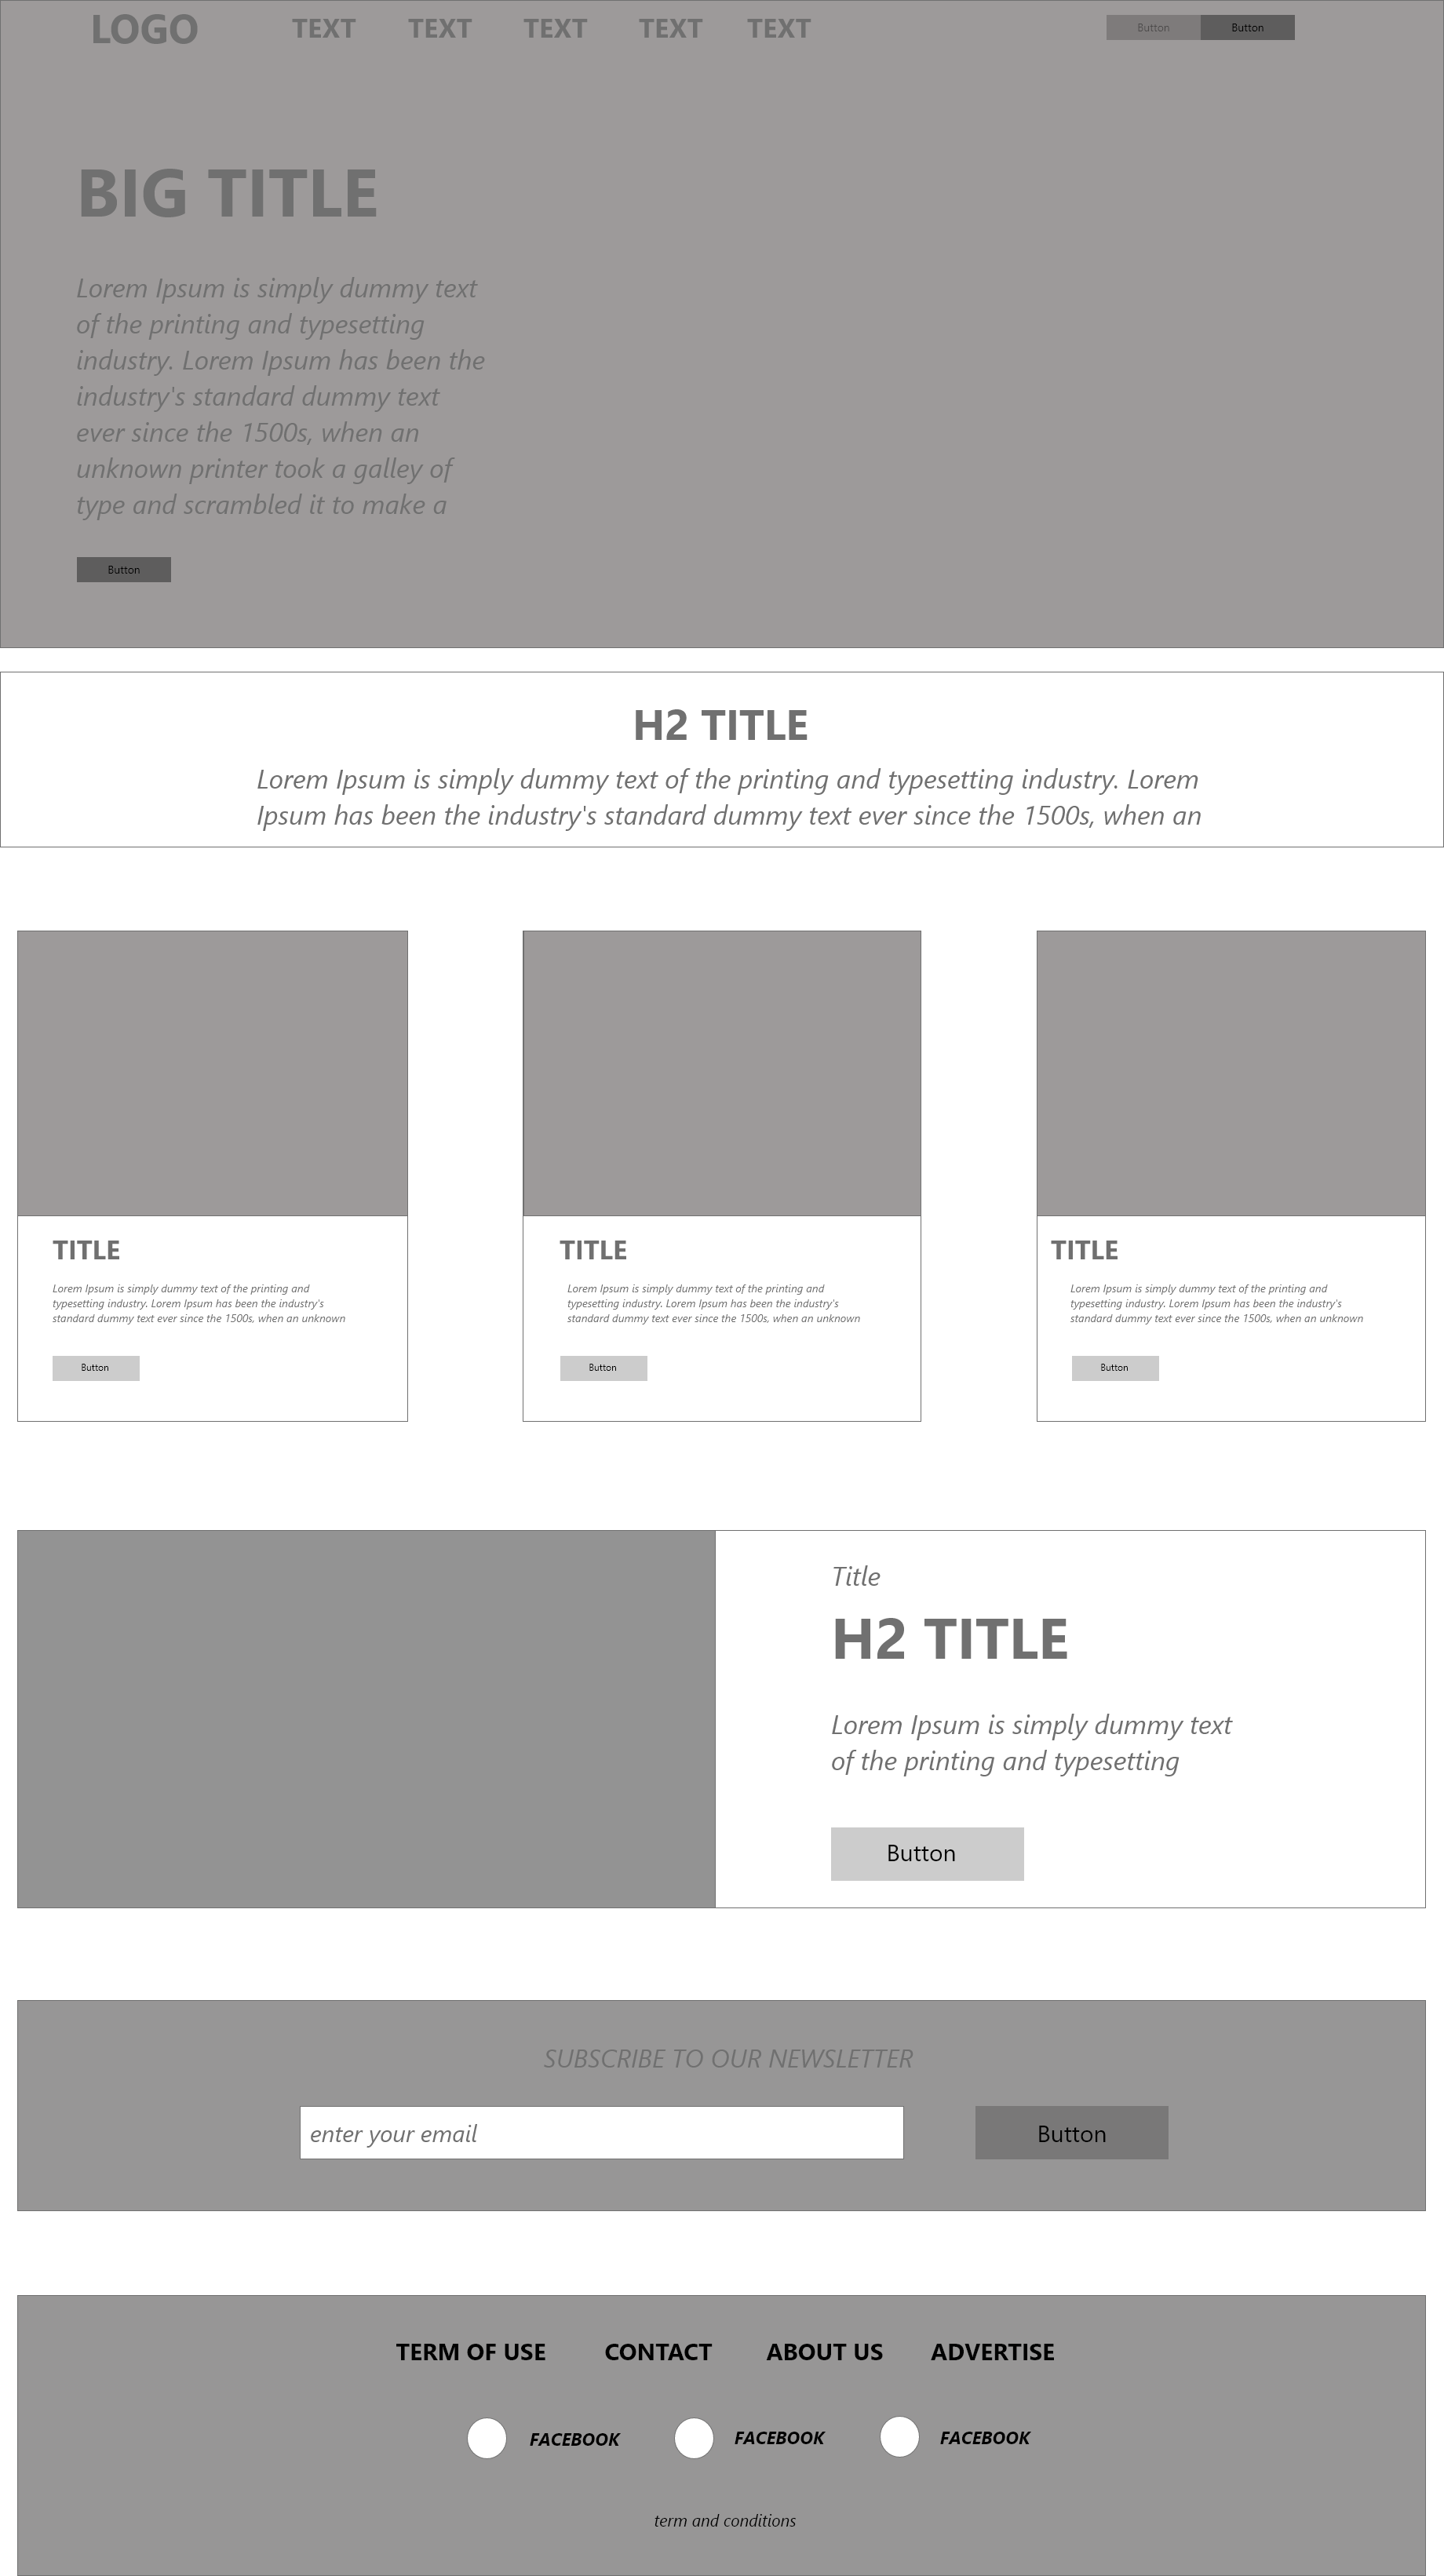 LOGO TEXT TEXT TEXT TEXT TEXT Button Button
BIG TITLE
Lorem Ipsum is simply dummy text
of the printing and typesetting
industry. Lorem Ipsum has been the
industry's standard dummy text
ever since the 1500s, when an
unknown printer took a galley of
type and scrambled it to make a
Button
H2 TITLE
Lorem Ipsum is simply dummy text of the printing and typesetting industry. Lorem
Ipsum has been the industry's standard dummy text ever since the 1500s, when an
TITLE
Lorem Ipsum is simply dummy text of the printing and
typesetting industry. Lorem Ipsum has been the industry's
standard dummy text ever since the 1500s, when an unknown
Button
TITLE
Lorem Ipsum is simply dummy text of the printing and
typesetting industry. Lorem Ipsum has been the industry's
standard dummy text ever since the 1500s, when an unknown
Button
TITLE
Lorem Ipsum is simply dummy text of the printing and
typesetting industry. Lorem Ipsum has been the industry's
standard dummy text ever since the 1500s, when an unknown
Button
Title
H2 TITLE
Lorem Ipsum is simply dummy text
of the printing and typesetting
Button
SUBSCRIBE TO OUR NEWSLETTER
enter your email Button
TERM OF USE CONTACT ABOUT US ADVERTISE
FACEBOOK FACEBOOK FACEBOOK
term and conditions